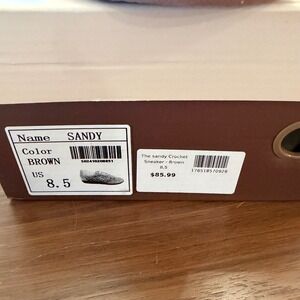 Name SANDY
Color
BROWN
US
8.5
The sandy Crochet
Sneaker - Brown
8.5
$85.99